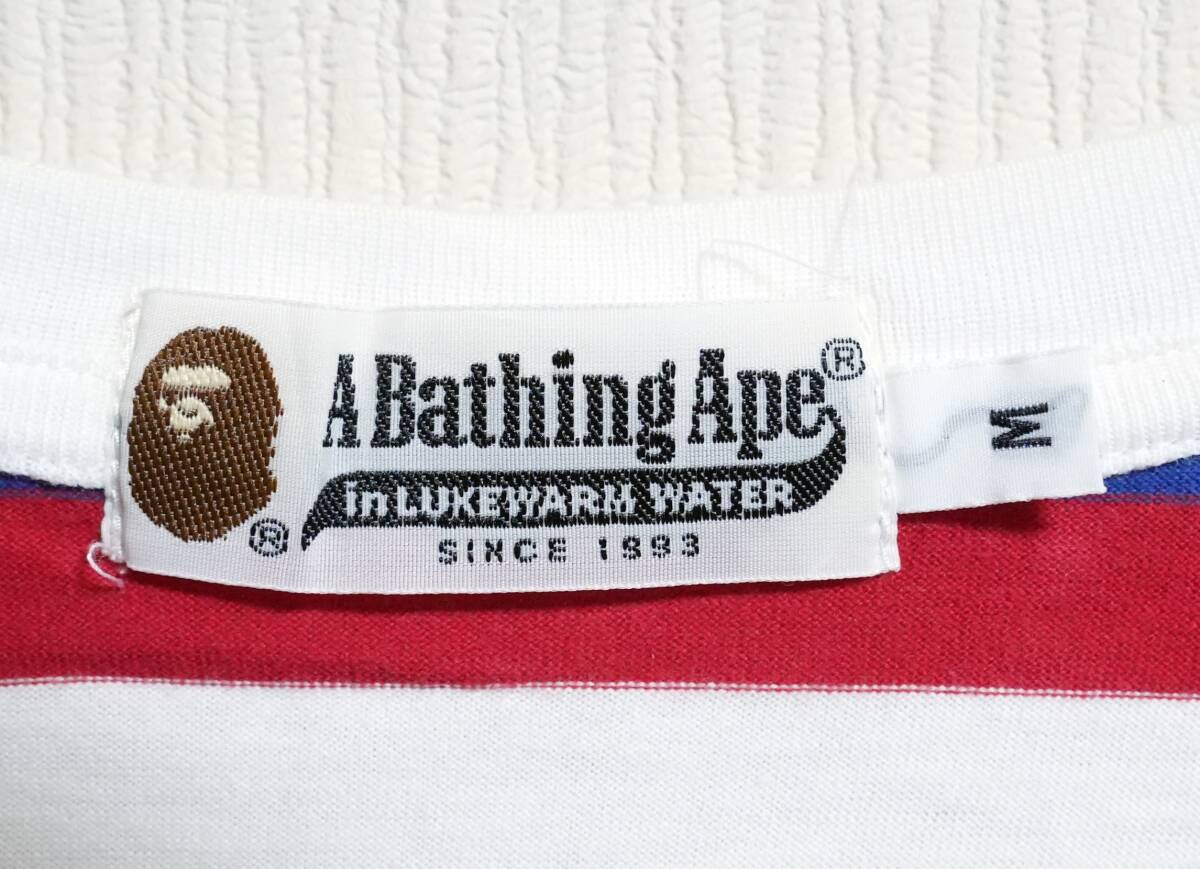 A Bathing Ape®
in LUKEWARM WATER
SINCE 1993
®
M